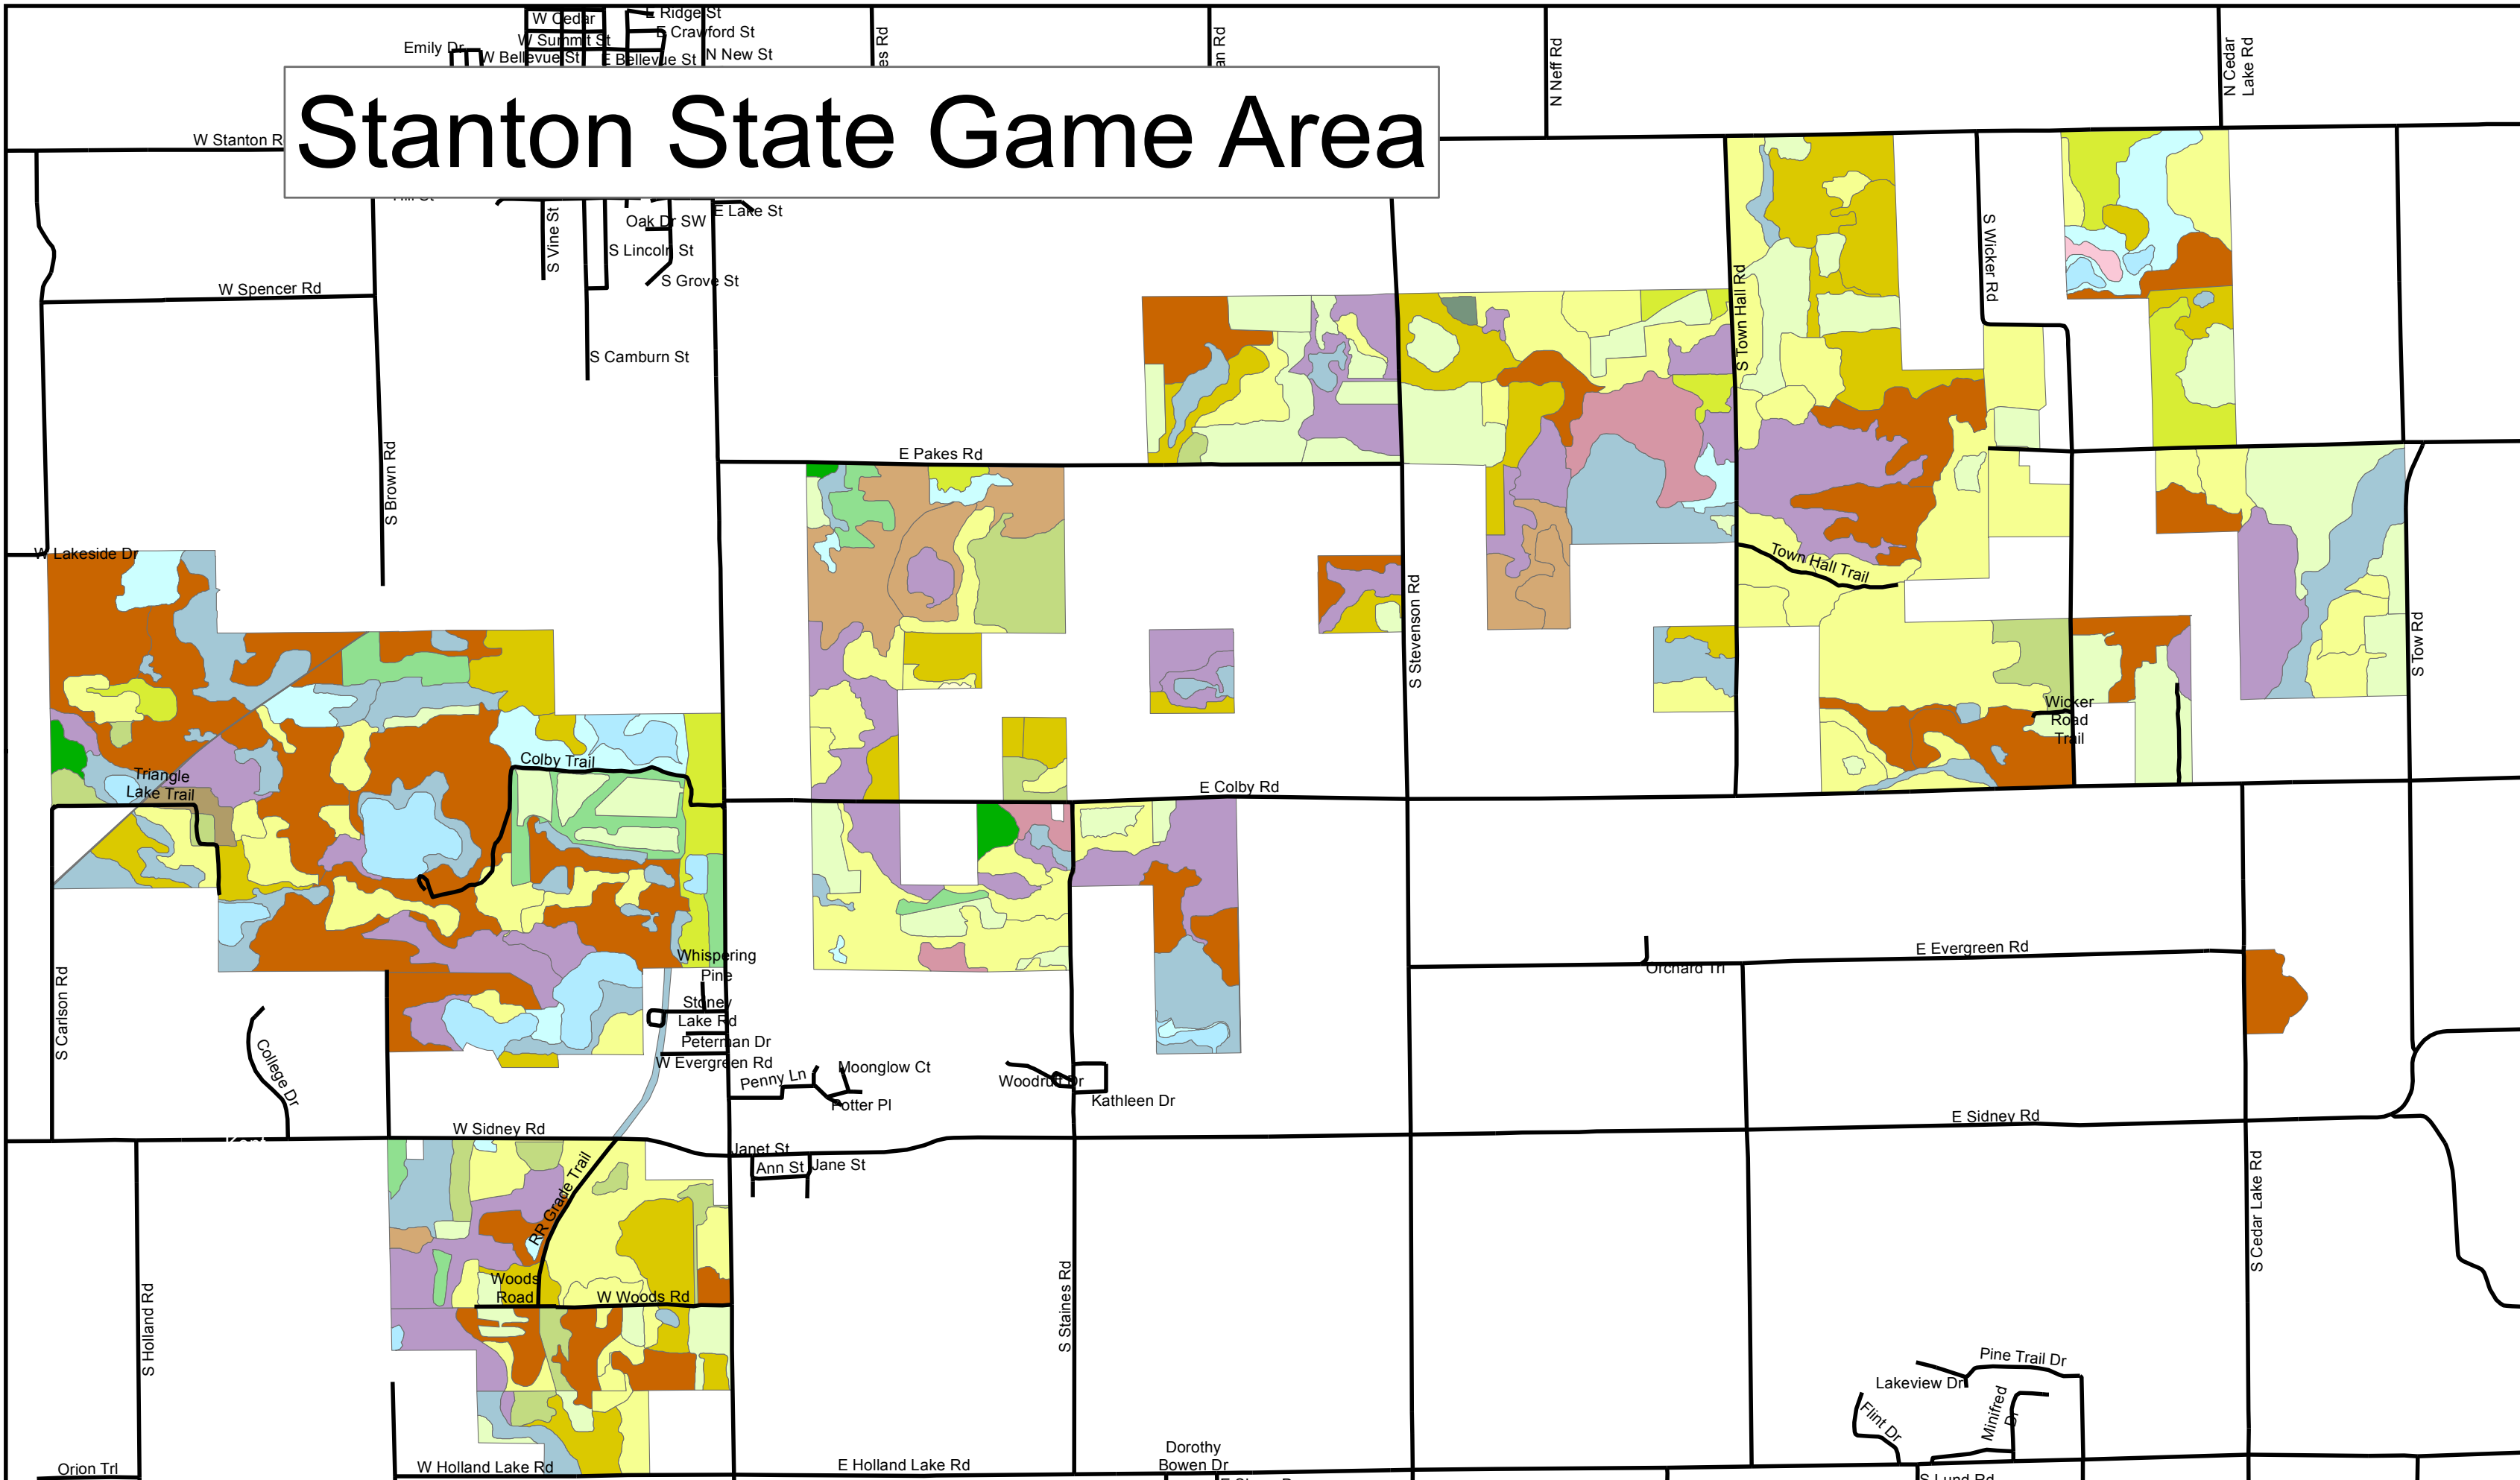 W Cedar
E Ridge St
W Summit St
E Crawford St
Emily Dr
W Bellevue St
E Bellevue St
N New St
es Rd
an Rd
N Neff Rd
N Cedar
Lake Rd
Stanton State Game Area
W Stanton R
S Vine St
E Lake St
Oak Dr SW
S Lincoln St
S Grove St
W Spencer Rd
S Camburn St
S Town Hall Rd
S Wicker Rd
E Pakes Rd
S Brown Rd
W Lakeside Dr
Town Hall Trail
S Stevenson Rd
S Tow Rd
Wicker
Road
Trail
Colby Trail
Triangle
Lake Trail
E Colby Rd
E Evergreen Rd
Orchard Trl
Whispering
Pine
Stoney
Lake Rd
Peterman Dr
W Evergreen Rd
S Carlson Rd
College Dr
Penny Ln
Moonglow Ct
Potter Pl
Woodruff Dr
Kathleen Dr
E Sidney Rd
W Sidney Rd
Janet St
Ann St
Jane St
RR Grade Trail
S Cedar Lake Rd
Woods
Road
W Woods Rd
S Holland Rd
S Staines Rd
Pine Trail Dr
Lakeview Dr
Flint Dr
Minifred
Dr
Orion Trl
W Holland Lake Rd
E Holland Lake Rd
Dorothy
Bowen Dr
S Lund Rd